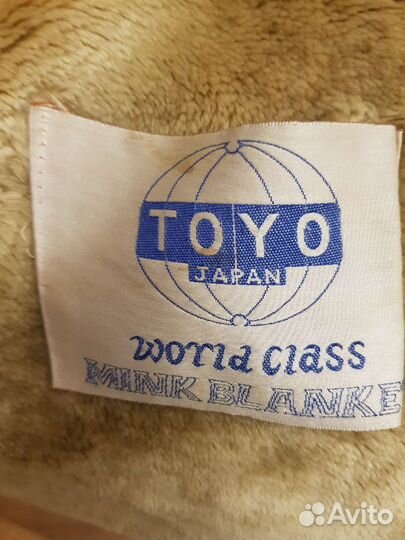 TOYO
JAPAN
world class
MINK BLANKE
Avito